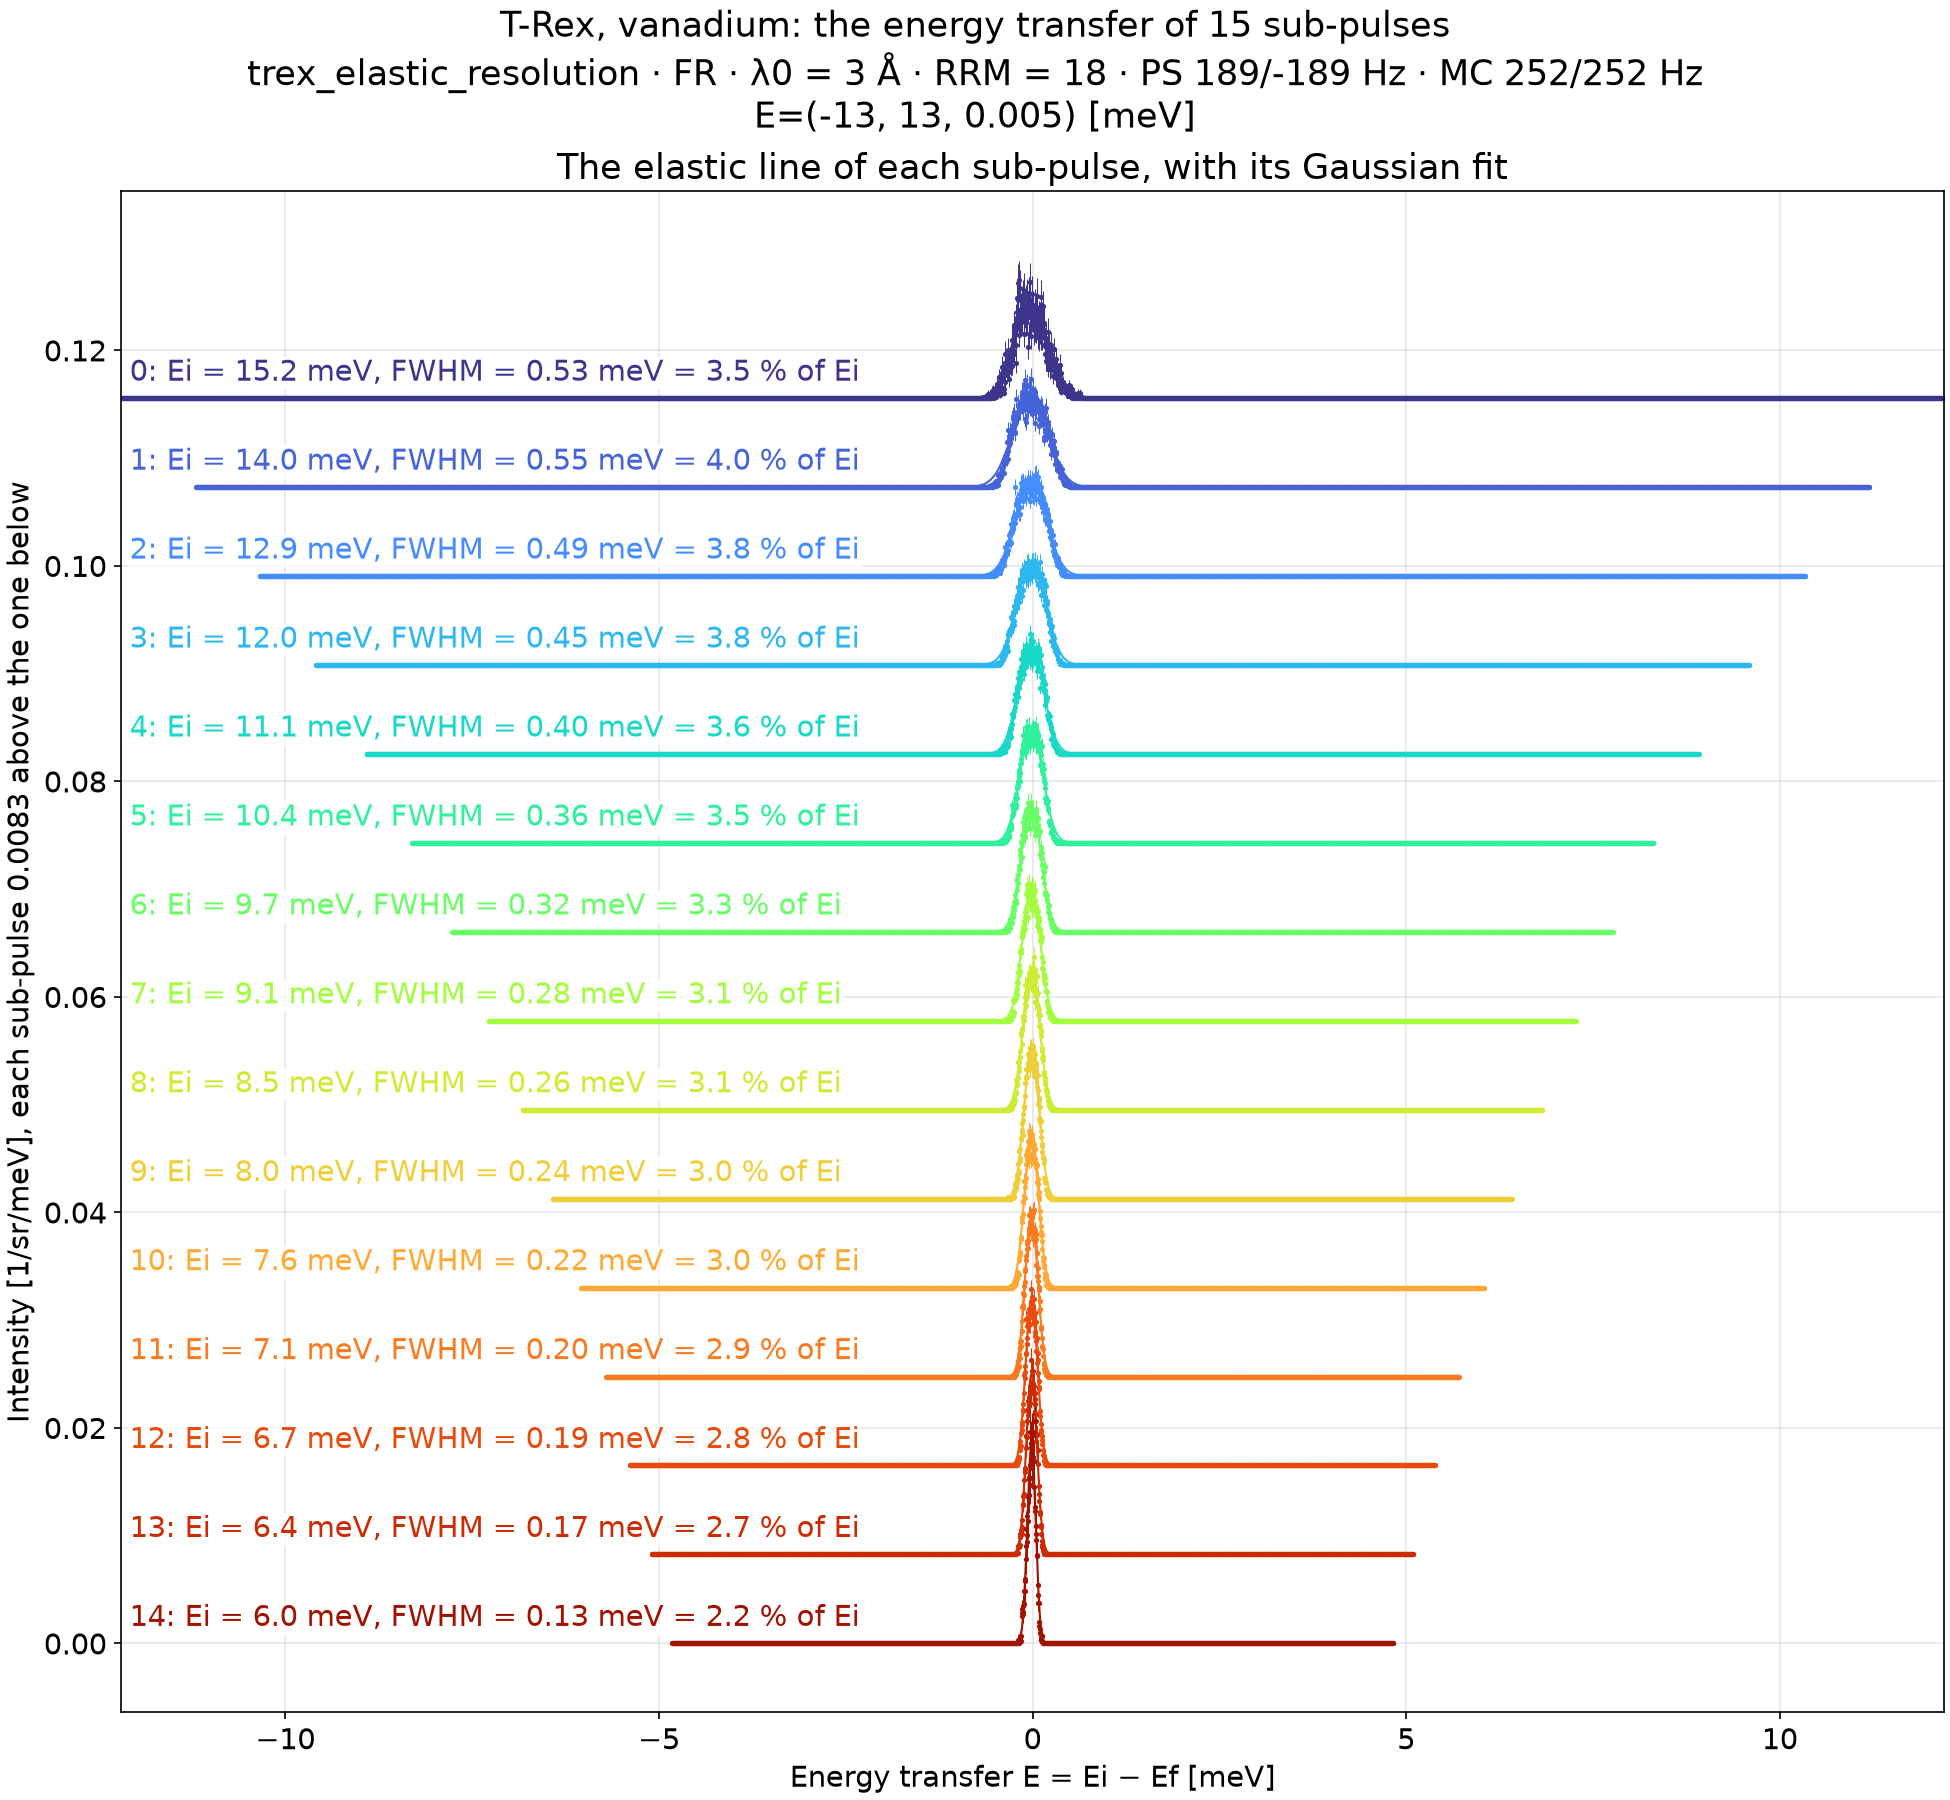 T-Rex, vanadium: the energy transfer of 15 sub-pulses
trex_elastic_resolution · FR · λ0 = 3 Å · RRM = 18 · PS 189/-189 Hz · MC 252/252 Hz
E=(-13, 13, 0.005) [meV]
The elastic line of each sub-pulse, with its Gaussian fit
Intensity [1/sr/meV], each sub-pulse 0.0083 above the one below
0.12
0.10
0.08
0.06
0.04
0.02
0.00
0: Ei = 15.2 meV, FWHM = 0.53 meV = 3.5 % of Ei
1: Ei = 14.0 meV, FWHM = 0.55 meV = 4.0 % of Ei
2: Ei = 12.9 meV, FWHM = 0.49 meV = 3.8 % of Ei
3: Ei = 12.0 meV, FWHM = 0.45 meV = 3.8 % of Ei
4: Ei = 11.1 meV, FWHM = 0.40 meV = 3.6 % of Ei
5: Ei = 10.4 meV, FWHM = 0.36 meV = 3.5 % of Ei
6: Ei = 9.7 meV, FWHM = 0.32 meV = 3.3 % of Ei
7: Ei = 9.1 meV, FWHM = 0.28 meV = 3.1 % of Ei
8: Ei = 8.5 meV, FWHM = 0.26 meV = 3.1 % of Ei
9: Ei = 8.0 meV, FWHM = 0.24 meV = 3.0 % of Ei
10: Ei = 7.6 meV, FWHM = 0.22 meV = 3.0 % of Ei
11: Ei = 7.1 meV, FWHM = 0.20 meV = 2.9 % of Ei
12: Ei = 6.7 meV, FWHM = 0.19 meV = 2.8 % of Ei
13: Ei = 6.4 meV, FWHM = 0.17 meV = 2.7 % of Ei
14: Ei = 6.0 meV, FWHM = 0.13 meV = 2.2 % of Ei
−10
−5
0
5
10
Energy transfer E = Ei − Ef [meV]